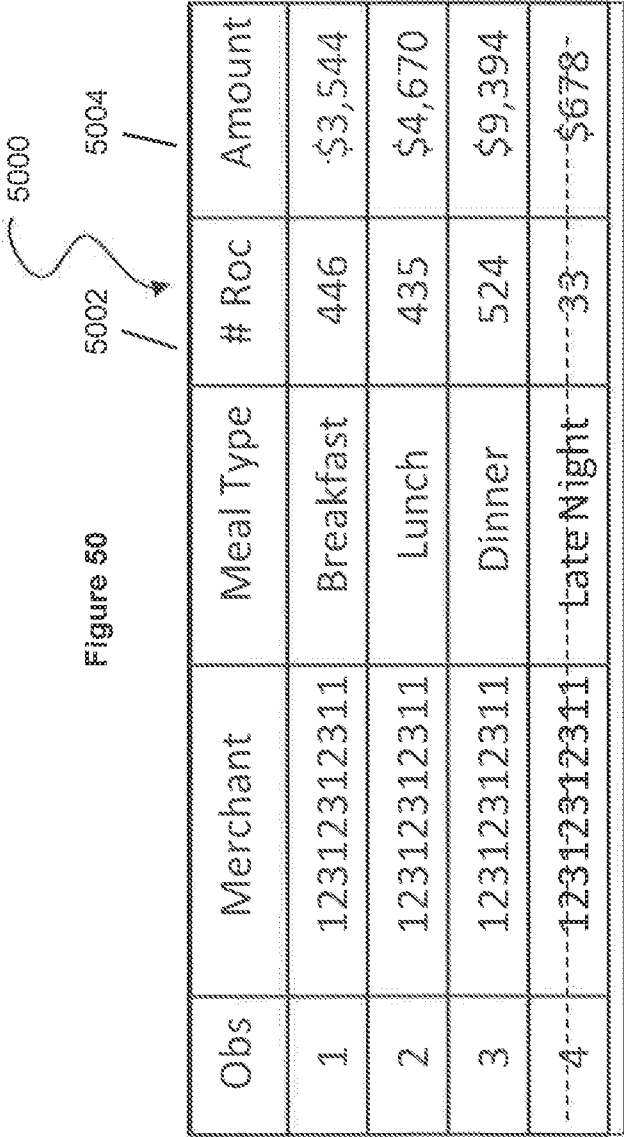 Figure 50
5000
5002
5004
Obs Merchant Meal Type # Roc Amount
1 12312312311 Breakfast 446 $3,544
2 12312312311 Lunch 435 $4,670
3 12312312311 Dinner 524 $9,394
4 12312312311 Late Night 33 $678